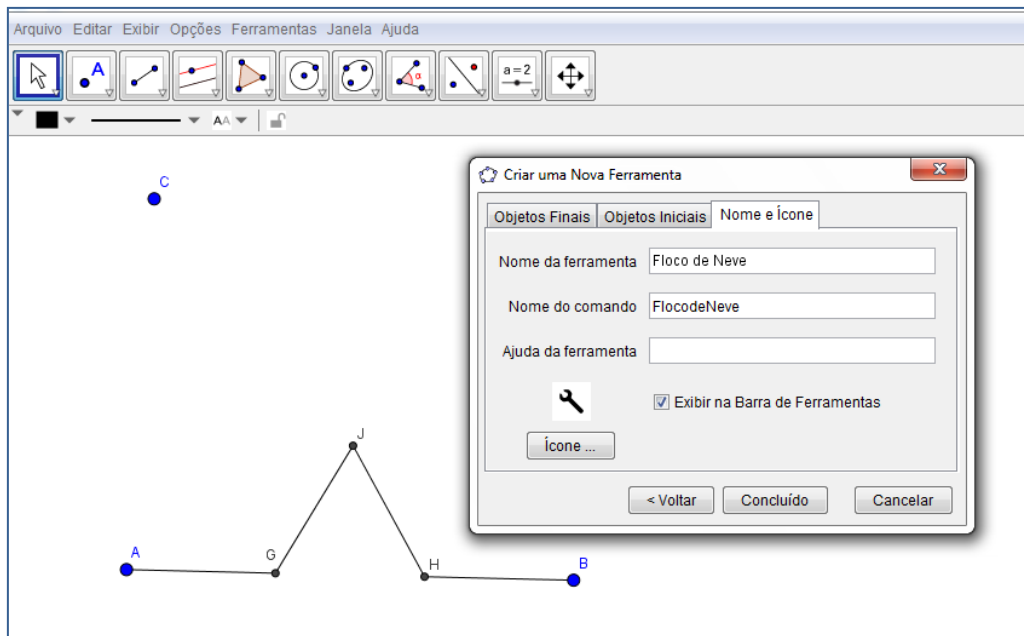 Arquivo Editar Exibir Opções Ferramentas Janela Ajuda
A
α
a = 2
AA
C
Criar uma Nova Ferramenta
x
Objetos Finais Objetos Iniciais Nome e Ícone
Nome da ferramenta Floco de Neve
Nome do comando FlocodeNeve
Ajuda da ferramenta
Exibir na Barra de Ferramentas
Ícone ...
< Voltar Concluído Cancelar
J
A
G
H
B